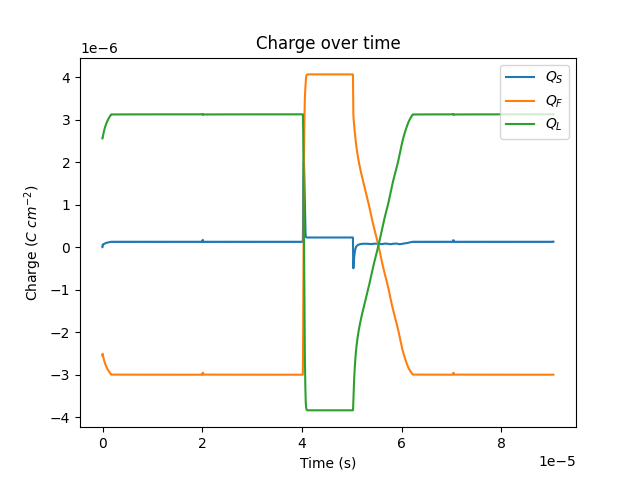 Charge over time
1e−6
Q_S
Q_F
Q_L
4
3
2
1
0
−1
−2
−3
−4
Charge (C cm⁻²)
0 2 4 6 8
Time (s)
1e−5